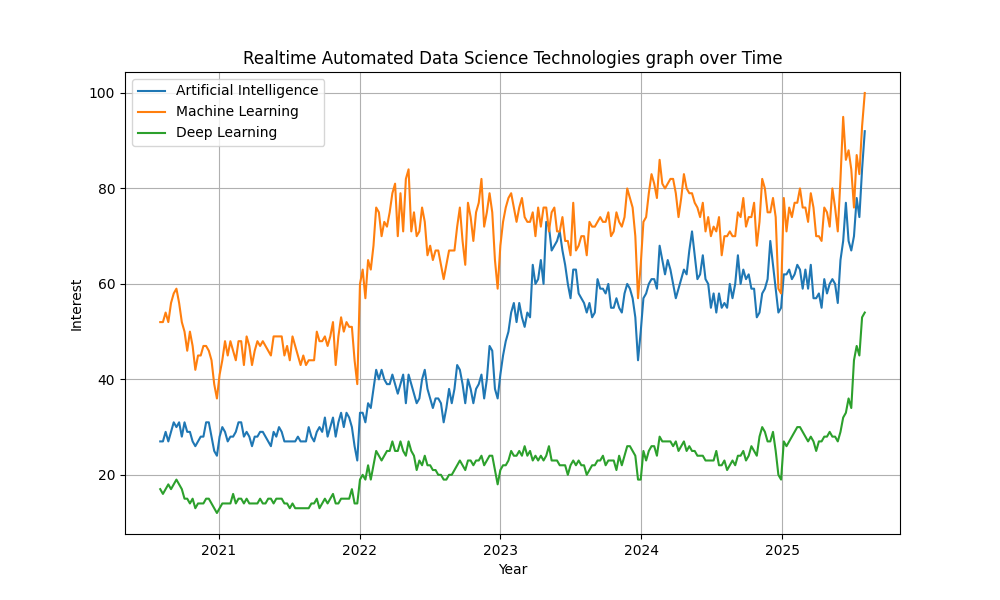 Realtime Automated Data Science Technologies graph over Time
Artificial Intelligence
Machine Learning
Deep Learning
100
80
60
40
20
Interest
2021 2022 2023 2024 2025
Year